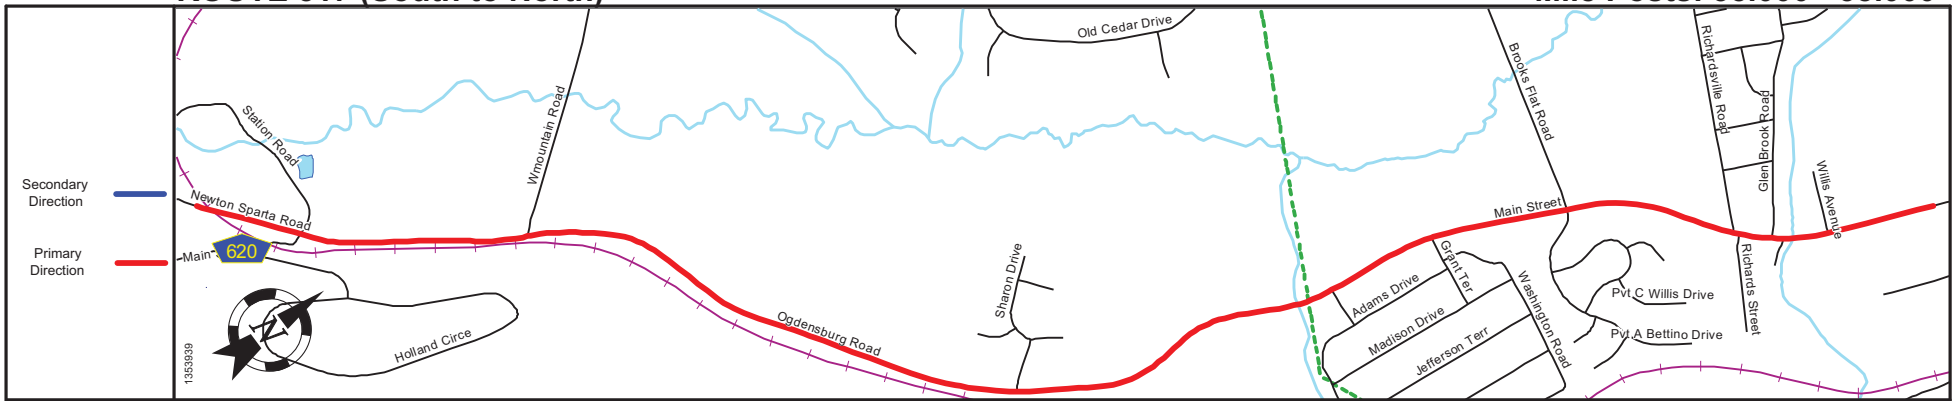 Secondary
Direction
Primary
Direction
Station Road
Newton Sparta Road
Main
620
Wmountain Road
Old Cedar Drive
Holland Circe
N
1353939
Ogdensburg Road
Sharon Drive
Main Street
Brooks Flat Road
Richardsville Road
Glen Brook Road
Willis Avenue
Adams Drive
Grant Ter
Madison Drive
Jefferson Terr
Washington Road
Pvt C Willis Drive
Pvt A Bettino Drive
Richards Street